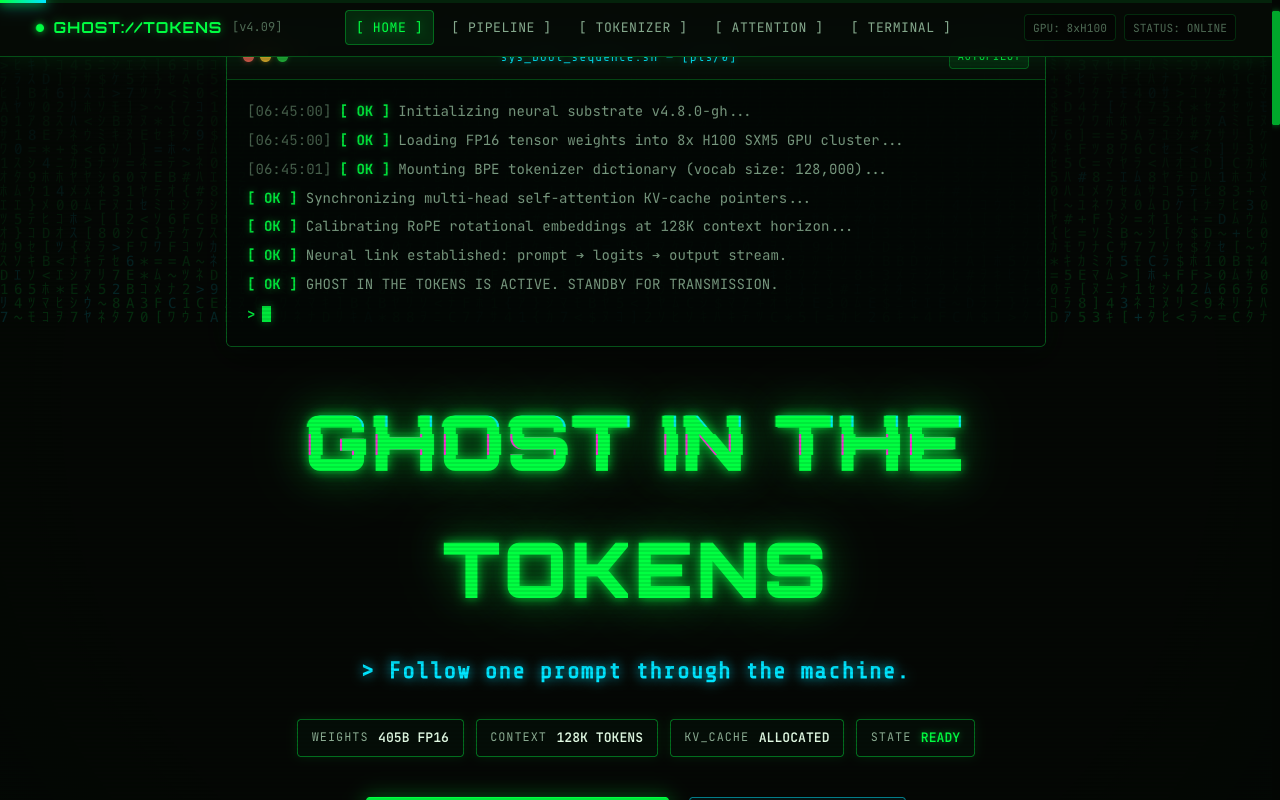 GHOST://TOKENS [v4.09] [ HOME ] [ PIPELINE ] [ TOKENIZER ] [ ATTENTION ] [ TERMINAL ] GPU: 8xH100 STATUS: ONLINE
[06:45:00] [ OK ] Initializing neural substrate v4.8.0-gh...
[06:45:00] [ OK ] Loading FP16 tensor weights into 8x H100 SXM5 GPU cluster...
[06:45:01] [ OK ] Mounting BPE tokenizer dictionary (vocab size: 128,000)...
[ OK ] Synchronizing multi-head self-attention KV-cache pointers...
[ OK ] Calibrating RoPE rotational embeddings at 128K context horizon...
[ OK ] Neural link established: prompt → logits → output stream.
[ OK ] GHOST IN THE TOKENS IS ACTIVE. STANDBY FOR TRANSMISSION.
>
GHOST IN THE
TOKENS
> Follow one prompt through the machine.
WEIGHTS 405B FP16 CONTEXT 128K TOKENS KV_CACHE ALLOCATED STATE READY